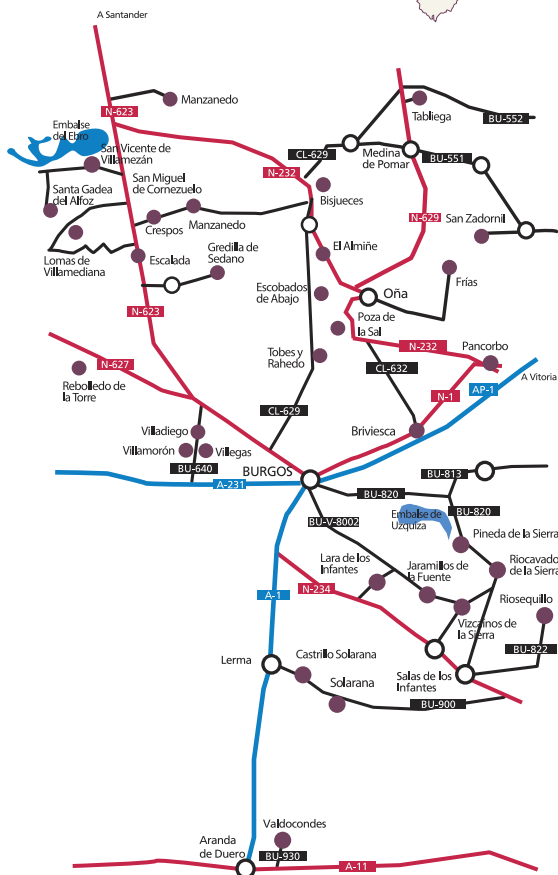 A Santander
N-623
Manzanedo
Tabliega
BU-552
Embalse
del Ebro
San Vicente de
Villamezán
CL-629
Medina
de Pomar
BU-551
N-232
San Miguel
de Cornezuelo
Santa Gadea
del Alfoz
Bisjueces
Crespos
Manzanedo
N-629
San Zadornil
Gredilla de
Sedano
El Almiñe
Lomas de
Villamediana
Escalada
Escobados
de Abajo
Oña
Frías
N-623
Poza de
la Sal
N-232
Pancorbo
N-627
Tobes y
Rahedo
CL-632
A Vitoria
Rebolledo de
la Torre
AP-1
N-1
CL-629
Villadiego
Briviesca
Villamorón
Villegas
BU-640
BURGOS
A-231
BU-813
BU-820
BU-820
Embalse de
Uzquiza
BU-V-8002
Pineda de la Sierra
Lara de los
Infantes
Jaramillos de
la Fuente
Riocavado
de la Sierra
N-234
A-1
Riosequillo
Vizcaínos de
la Sierra
BU-822
Lerma
Castrillo Solarana
Salas de los
Infantes
Solarana
BU-900
Valdocondes
Aranda
de Duero
BU-930
A-11